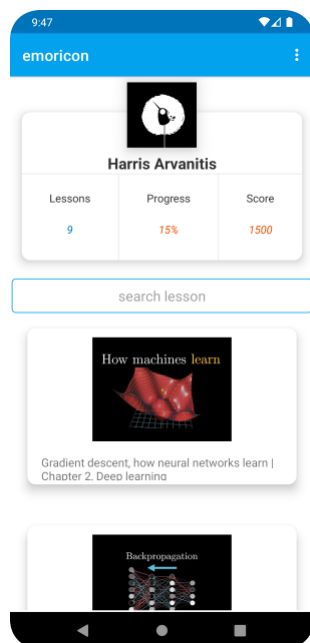 9:47
emoricon
Harris Arvanitis
Lessons Progress Score
9 15% 1500
search lesson
How machines learn
Gradient descent, how neural networks learn |
Chapter 2, Deep learning
Backpropagation